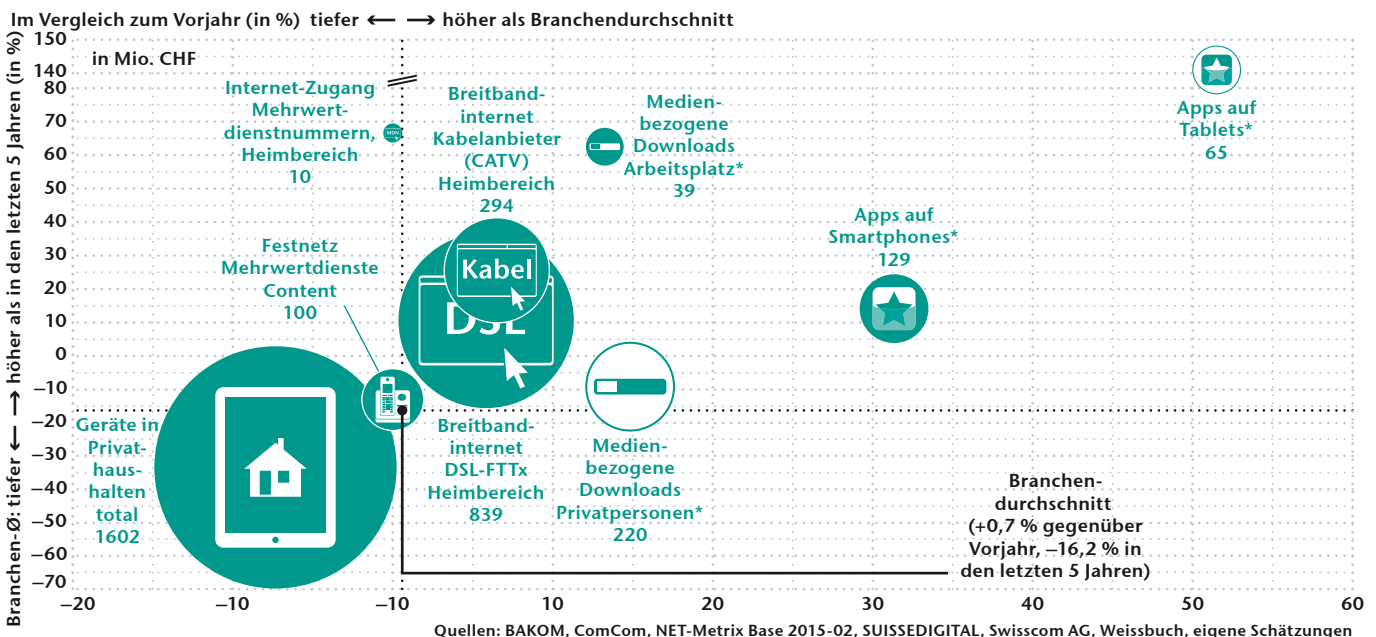 Im Vergleich zum Vorjahr (in %) tiefer ← → höher als Branchendurchschnitt
Branchen-Ø: tiefer ← → höher als in den letzten 5 Jahren (in %)
in Mio. CHF
150
140
80
70
60
50
40
30
20
10
0
–10
–20
–30
–40
–50
–60
–70
Internet-Zugang
Mehrwert-
dienstnummern,
Heimbereich
10
MDN
Breitband-
internet
Kabelanbieter
(CATV)
Heimbereich
294
Medien-
bezogene
Downloads
Arbeitsplatz*
39
Apps auf
Tablets*
65
Festnetz
Mehrwertdienste
Content
100
Kabel
DSL
Apps auf
Smartphones*
129
Geräte in
Privat-
haus-
halten
total
1602
Breitband-
internet
DSL-FTTx
Heimbereich
839
Medien-
bezogene
Downloads
Privatpersonen*
220
Branchen-
durchschnitt
(+0,7 % gegenüber
Vorjahr, –16,2 % in
den letzten 5 Jahren)
–20 –10 –10 10 20 30 40 50 60
Quellen: BAKOM, ComCom, NET-Metrix Base 2015-02, SUISSEDIGITAL, Swisscom AG, Weissbuch, eigene Schätzungen